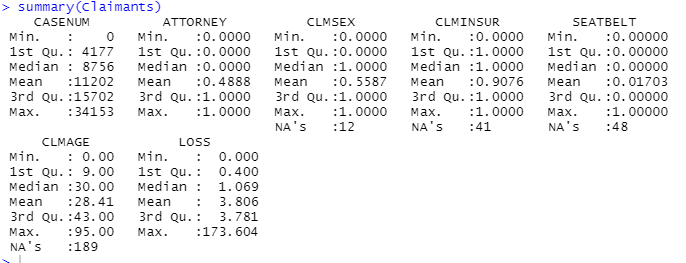 > summary(Claimants)
    CASENUM         ATTORNEY          CLMSEX          CLMINSUR         SEATBELT
 Min.   :    0   Min.   :0.0000   Min.   :0.0000   Min.   :0.0000   Min.   :0.00000
 1st Qu.: 4177   1st Qu.:0.0000   1st Qu.:0.0000   1st Qu.:1.0000   1st Qu.:0.00000
 Median : 8756   Median :0.0000   Median :1.0000   Median :1.0000   Median :0.00000
 Mean   :11202   Mean   :0.4888   Mean   :0.5587   Mean   :0.9076   Mean   :0.01703
 3rd Qu.:15702   3rd Qu.:1.0000   3rd Qu.:1.0000   3rd Qu.:1.0000   3rd Qu.:0.00000
 Max.   :34153   Max.   :1.0000   Max.   :1.0000   Max.   :1.0000   Max.   :1.00000
                                  NA's   :12       NA's   :41       NA's   :48
     CLMAGE           LOSS
 Min.   : 0.00   Min.   :  0.000
 1st Qu.: 9.00   1st Qu.:  0.400
 Median :30.00   Median :  1.069
 Mean   :28.41   Mean   :  3.806
 3rd Qu.:43.00   3rd Qu.:  3.781
 Max.   :95.00   Max.   :173.604
 NA's   :189
>